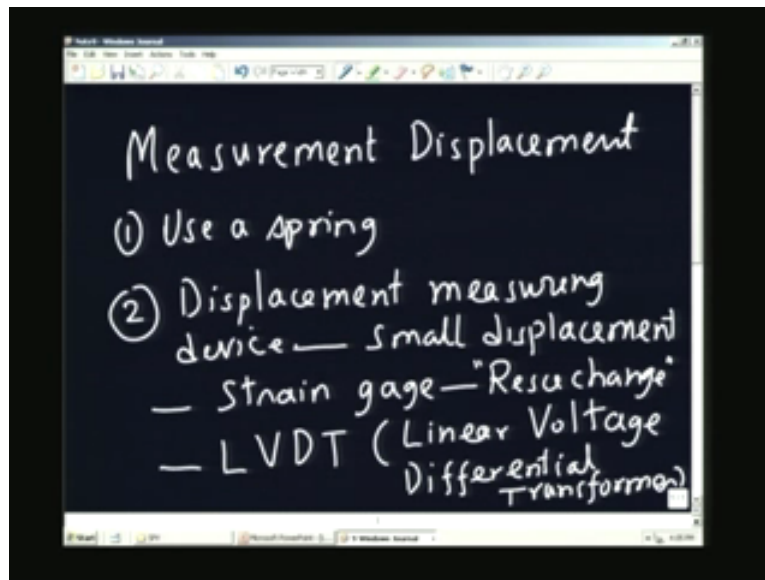 Measurement Displacement
① Use a spring
② Displacement measuring
device — small displacement
— Strain gage — "Resce change"
— LVDT (Linear Voltage
Differential
Transformer)